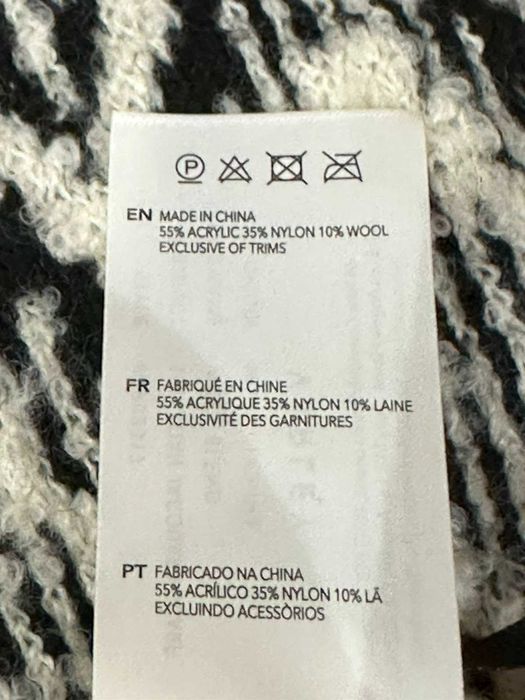 P
EN MADE IN CHINA
55% ACRYLIC 35% NYLON 10% WOOL
EXCLUSIVE OF TRIMS
FR FABRIQUÉ EN CHINE
55% ACRYLIQUE 35% NYLON 10% LAINE
EXCLUSIVITÉ DES GARNITURES
PT FABRICADO NA CHINA
55% ACRÍLICO 35% NYLON 10% LÃ
EXCLUINDO ACESSÒRIOS